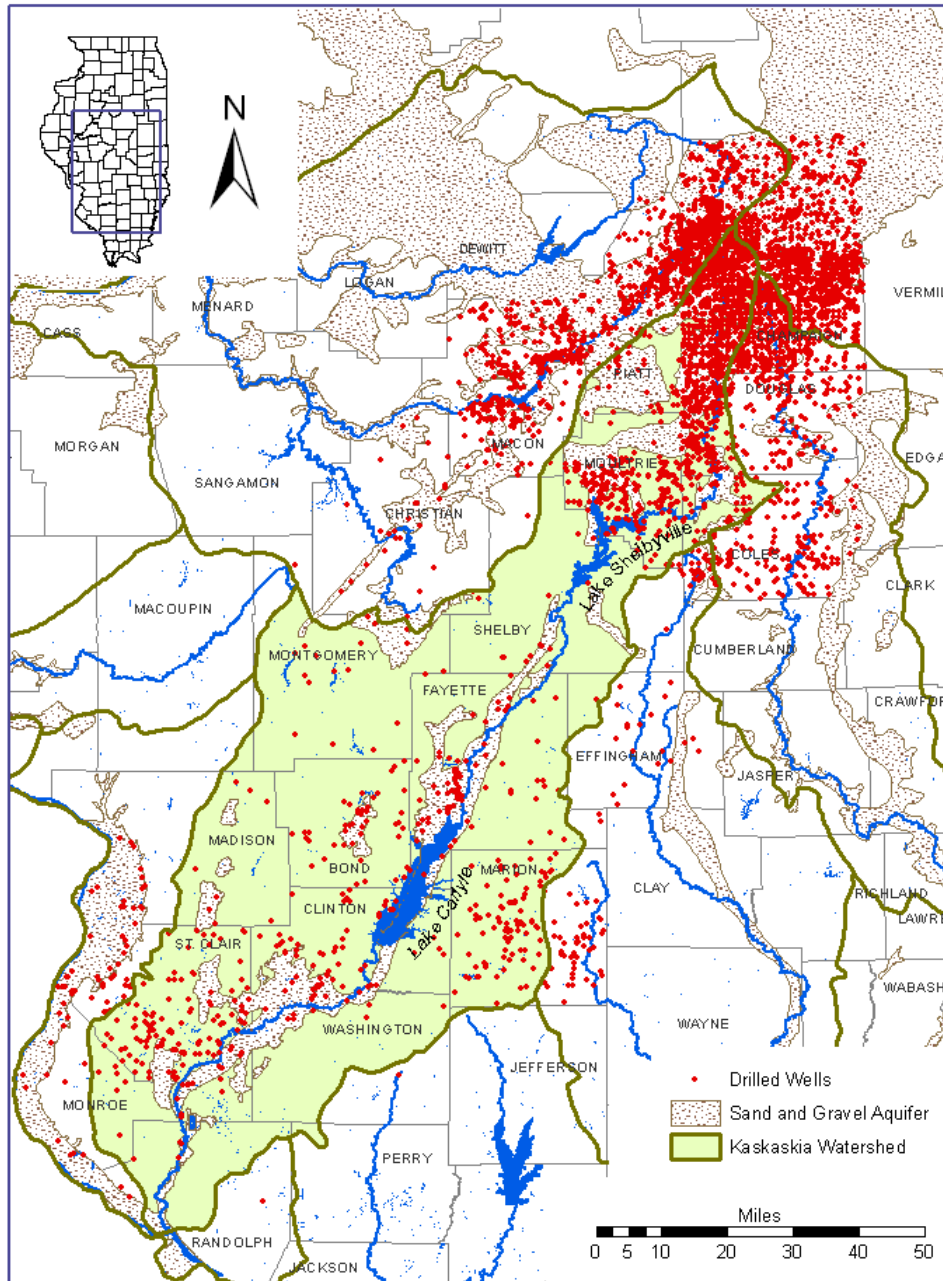 N
DEWITT
LOGAN
MENARD
CASS
VERMIL
CHAMPAIGN
PIATT
DOUGLAS
MORGAN
MACON
EDGA
MOULTRIE
SANGAMON
CHRISTIAN
Lake Shelbyville
COLES
CLARK
MACOUPIN
SHELBY
MONTGOMERY
CUMBERLAND
FAYETTE
CRAWFOR
EFFINGHAM
JASPER
MADISON
BOND
MARION
Lake Carlyle
CLAY
RICHLAND
CLINTON
LAWRE
ST CLAIR
WABASH
WASHINGTON
WAYNE
JEFFERSON
Drilled Wells
MONROE
Sand and Gravel Aquifer
Kaskaskia Watershed
PERRY
Miles
RANDOLPH
0 5 10 20 30 40 50
JACKSON